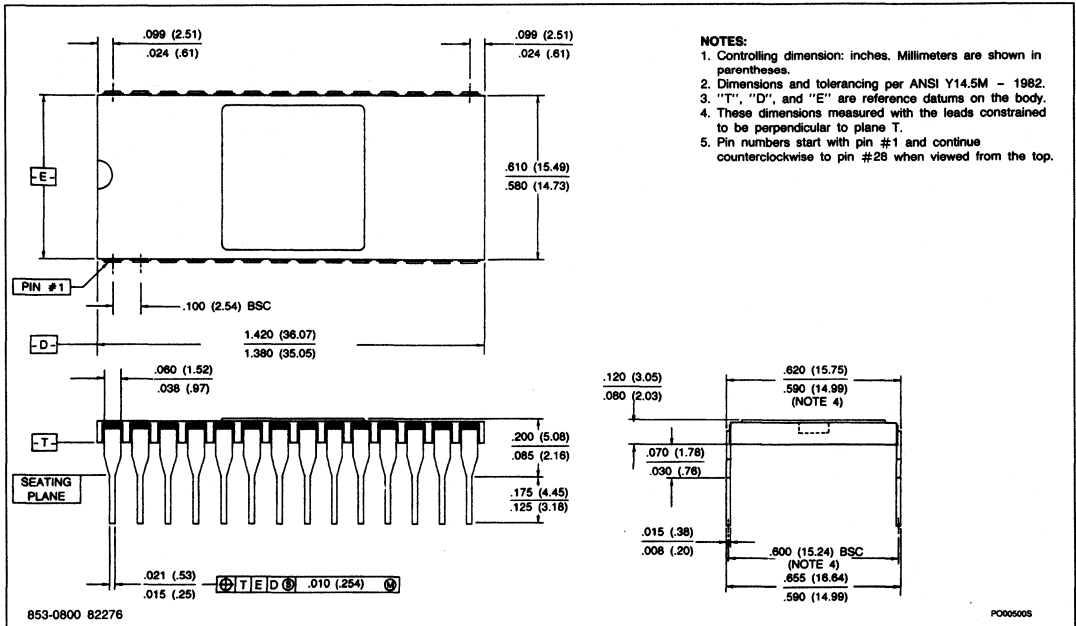 .099 (2.51)
.024 (.61)
.099 (2.51)
.024 (.61)
NOTES:
1. Controlling dimension: inches. Millimeters are shown in
parentheses.
2. Dimensions and tolerancing per ANSI Y14.5M – 1982.
3. "T", "D", and "E" are reference datums on the body.
4. These dimensions measured with the leads constrained
to be perpendicular to plane T.
5. Pin numbers start with pin #1 and continue
counterclockwise to pin #28 when viewed from the top.
-E-
.610 (15.49)
.580 (14.73)
PIN #1
.100 (2.54) BSC
-D-
1.420 (36.07)
1.380 (35.05)
.060 (1.52)
.038 (.97)
-T-
.200 (5.08)
.085 (2.16)
SEATING
PLANE
.175 (4.45)
.125 (3.18)
.021 (.53)
.015 (.25)
T E D S .010 (.254) M
.120 (3.05)
.080 (2.03)
.620 (15.75)
.590 (14.99)
(NOTE 4)
.070 (1.78)
.030 (.76)
.015 (.38)
.008 (.20)
.600 (15.24) BSC
(NOTE 4)
.655 (16.64)
.590 (14.99)
853-0800 82276
PO00500S